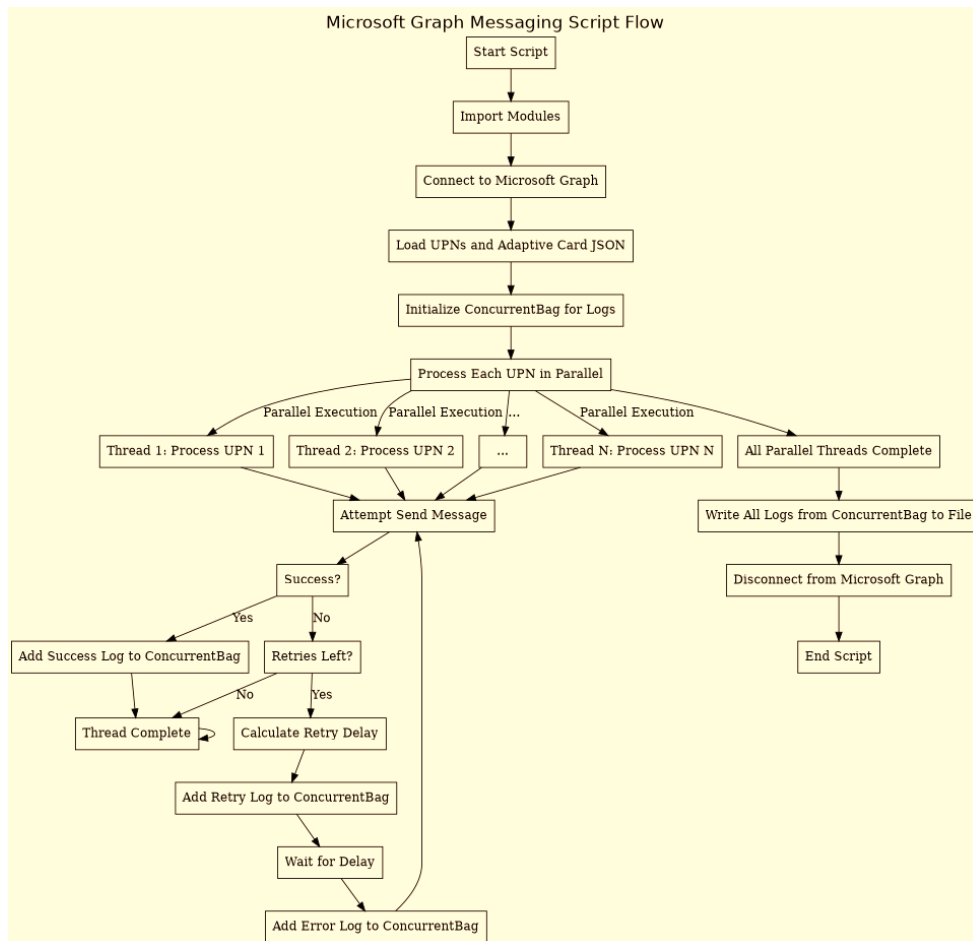 Microsoft Graph Messaging Script Flow
Start Script
Import Modules
Connect to Microsoft Graph
Load UPNs and Adaptive Card JSON
Initialize ConcurrentBag for Logs
Process Each UPN in Parallel
Parallel Execution
Parallel Execution
...
Parallel Execution
Thread 1: Process UPN 1
Thread 2: Process UPN 2
...
Thread N: Process UPN N
All Parallel Threads Complete
Attempt Send Message
Write All Logs from ConcurrentBag to File
Success?
Disconnect from Microsoft Graph
Yes
No
Add Success Log to ConcurrentBag
Retries Left?
End Script
No
Yes
Thread Complete
Calculate Retry Delay
Add Retry Log to ConcurrentBag
Wait for Delay
Add Error Log to ConcurrentBag